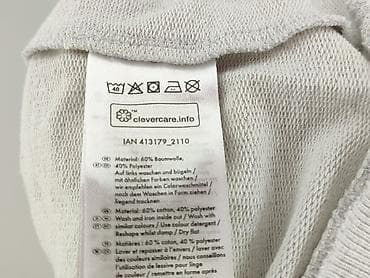 40
clevercare.info
IAN 413179_2110
Material: 60% Baumwolle,
40% Polyester
Auf links waschen und bügeln /
mit ähnlichen Farben waschen /
wir empfehlen ein Colorwaschmittel /
nach dem Waschen in Form ziehen /
liegend trocknen
Material: 60% cotton, 40% polyester
Wash and iron inside out / Wash with
similar colours / Use colour detergent /
Reshape whilst damp / Dry flat
Matières : 60 % coton, 40 % polyester
Laver et repasser à l'envers / laver avec
des couleurs similaires / nous conseillons
l'utilisation de lessive pour linge
de couleur